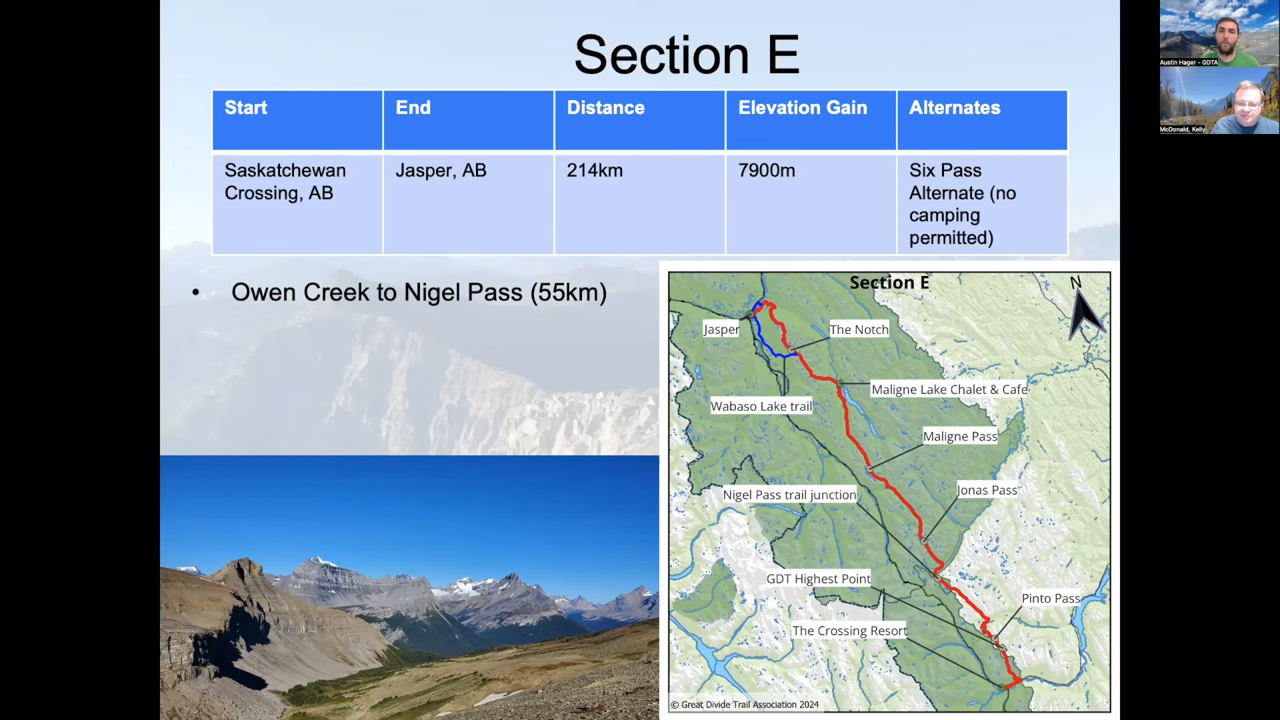 Section E
Start End Distance Elevation Gain Alternates
Saskatchewan Jasper, AB 214km 7900m Six Pass
Crossing, AB Alternate (no
camping
permitted)
• Owen Creek to Nigel Pass (55km)
Section E
N
Jasper
The Notch
Maligne Lake Chalet & Cafe
Wabaso Lake trail
Maligne Pass
Jonas Pass
Nigel Pass trail junction
GDT Highest Point
Pinto Pass
The Crossing Resort
© Great Divide Trail Association 2024
Austin Hager - GDTA
McDonald, Kelly